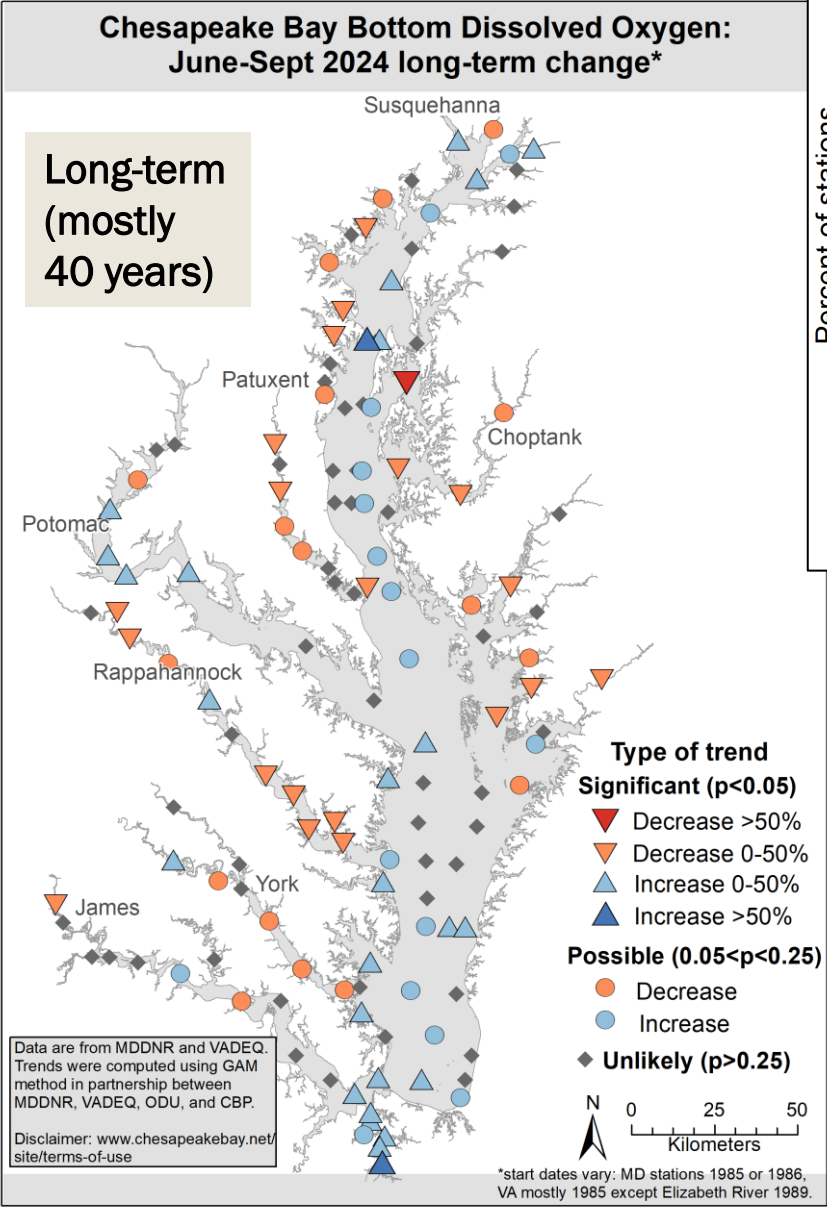 Chesapeake Bay Bottom Dissolved Oxygen:
June-Sept 2024 long-term change*
Susquehanna
Long-term
(mostly
40 years)
Percent of stations
Patuxent
Choptank
Potomac
Rappahannock
York
James
Type of trend
Significant (p<0.05)
Decrease >50%
Decrease 0-50%
Increase 0-50%
Increase >50%
Possible (0.05<p<0.25)
Decrease
Increase
Unlikely (p>0.25)
Data are from MDDNR and VADEQ.
Trends were computed using GAM
method in partnership between
MDDNR, VADEQ, ODU, and CBP.
Disclaimer: www.chesapeakebay.net/
site/terms-of-use
N
0 25 50
Kilometers
*start dates vary: MD stations 1985 or 1986,
VA mostly 1985 except Elizabeth River 1989.